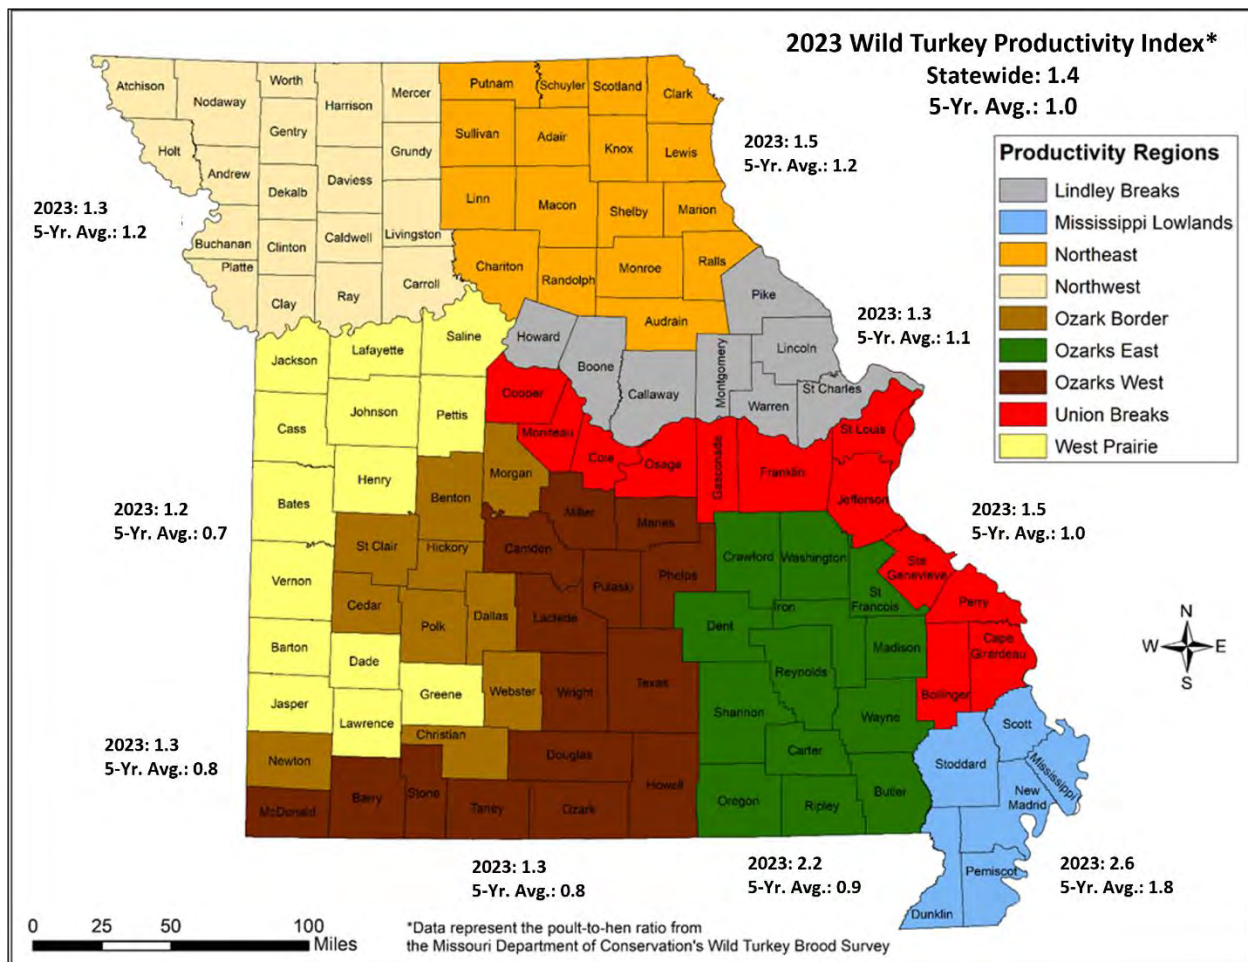 2023 Wild Turkey Productivity Index*
Statewide: 1.4
5-Yr. Avg.: 1.0
Productivity Regions
Lindley Breaks
Mississippi Lowlands
Northeast
Northwest
Ozark Border
Ozarks East
Ozarks West
Union Breaks
West Prairie
2023: 1.5
5-Yr. Avg.: 1.2
2023: 1.3
5-Yr. Avg.: 1.2
2023: 1.3
5-Yr. Avg.: 1.1
2023: 1.2
5-Yr. Avg.: 0.7
2023: 1.5
5-Yr. Avg.: 1.0
2023: 1.3
5-Yr. Avg.: 0.8
2023: 1.3
5-Yr. Avg.: 0.8
2023: 2.2
5-Yr. Avg.: 0.9
2023: 2.6
5-Yr. Avg.: 1.8
Atchison
Nodaway
Worth
Harrison
Mercer
Putnam
Schuyler
Scotland
Clark
Holt
Gentry
Sullivan
Adair
Knox
Lewis
Andrew
Dekalb
Daviess
Grundy
Linn
Macon
Shelby
Marion
Buchanan
Clinton
Caldwell
Livingston
Platte
Clay
Ray
Carroll
Chariton
Randolph
Monroe
Ralls
Audrain
Pike
Jackson
Lafayette
Saline
Howard
Boone
Callaway
Montgomery
Lincoln
Warren
St Charles
Cass
Johnson
Pettis
Cooper
Moniteau
Cole
Osage
Gasconade
Franklin
St Louis
Jefferson
Bates
Henry
Benton
Morgan
Miller
Maries
St Clair
Hickory
Camden
Pulaski
Phelps
Crawford
Washington
Ste
Genevieve
St
Francois
Perry
Vernon
Cedar
Polk
Dallas
Laclede
Dent
Iron
Madison
Cape
Girardeau
Bollinger
Barton
Dade
Greene
Webster
Wright
Texas
Reynolds
Shannon
Wayne
Jasper
Lawrence
Christian
Douglas
Carter
Newton
McDonald
Barry
Stone
Taney
Ozark
Howell
Oregon
Ripley
Butler
Stoddard
Scott
Mississippi
New
Madrid
Pemiscot
Dunklin
N
W
E
S
0
25
50
100
Miles
*Data represent the poult-to-hen ratio from
the Missouri Department of Conservation's Wild Turkey Brood Survey